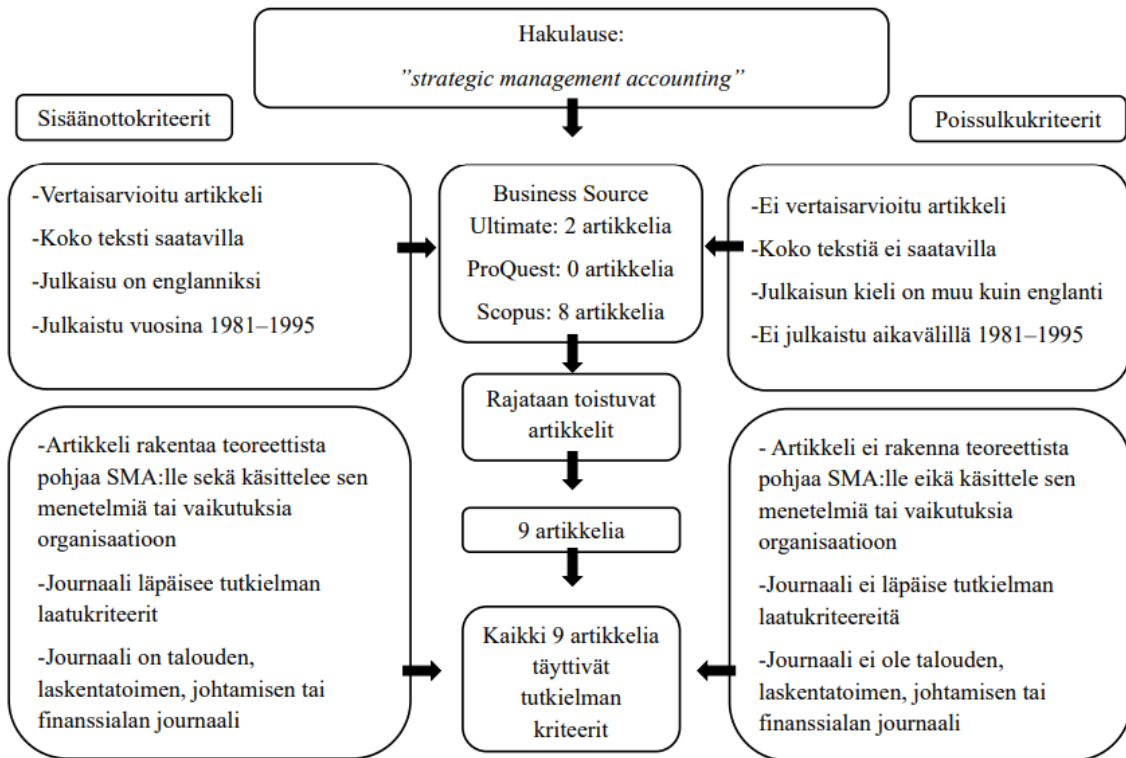 Hakulause:
”strategic management accounting”
Sisäänottokriteerit
Poissulkukriteerit
-Vertaisarvioitu artikkeli
-Koko teksti saatavilla
-Julkaisu on englanniksi
-Julkaistu vuosina 1981–1995
Business Source
Ultimate: 2 artikkelia
ProQuest: 0 artikkelia
Scopus: 8 artikkelia
-Ei vertaisarvioitu artikkeli
-Koko tekstiä ei saatavilla
-Julkaisun kieli on muu kuin englanti
-Ei julkaistu aikavälillä 1981–1995
Rajataan toistuvat
artikkelit
9 artikkelia
-Artikkeli rakentaa teoreettista
pohjaa SMA:lle sekä käsittelee sen
menetelmiä tai vaikutuksia
organisaatioon
-Journaali läpäisee tutkielman
laatukriteerit
-Journaali on talouden,
laskentatoimen, johtamisen tai
finanssialan journaali
Kaikki 9 artikkelia
täyttivät
tutkielman
kriteerit
- Artikkeli ei rakenna teoreettista
pohjaa SMA:lle eikä käsittele sen
menetelmiä tai vaikutuksia
organisaatioon
-Journaali ei läpäise tutkielman
laatukriteereitä
-Journaali ei ole talouden,
laskentatoimen, johtamisen tai
finanssialan journaali